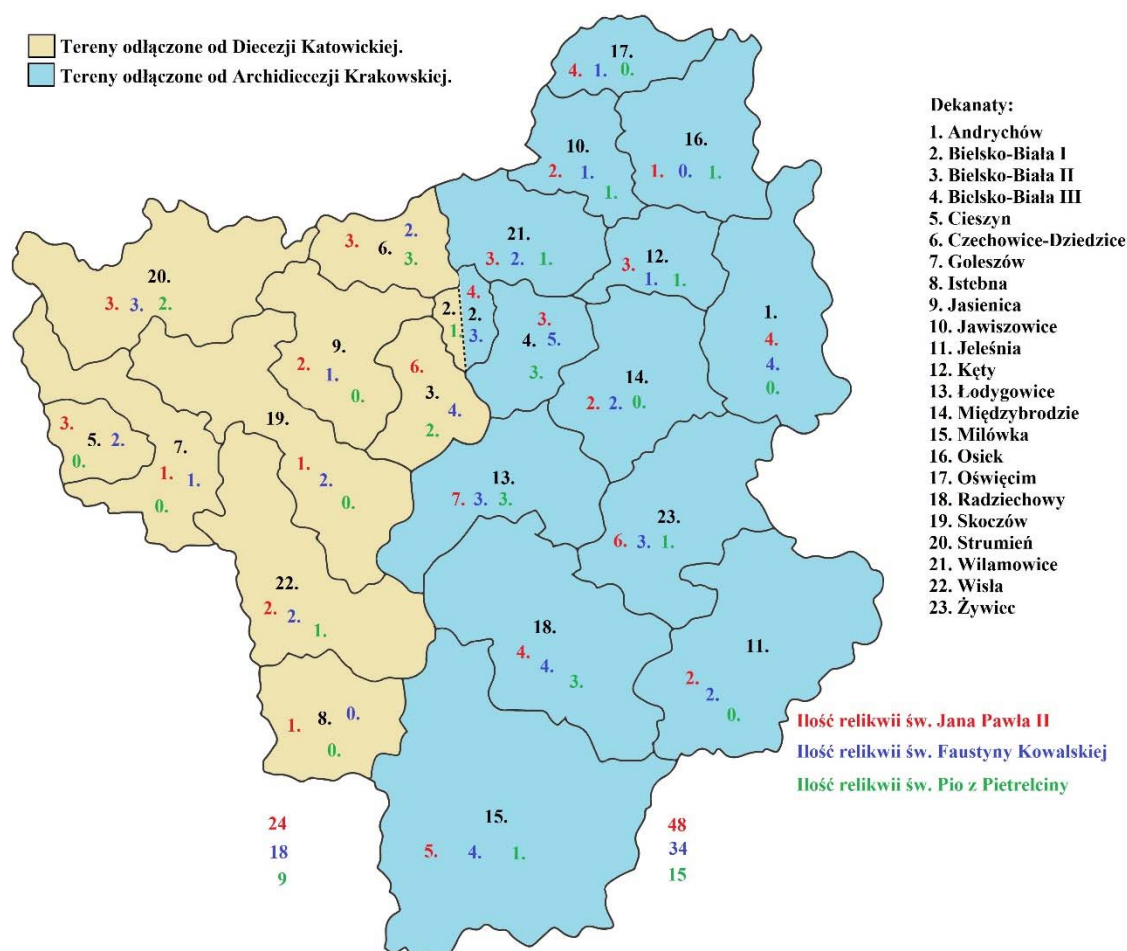 Tereny odłączone od Diecezji Katowickiej.
Tereny odłączone od Archidiecezji Krakowskiej.
17.
4. 1. 0.
10.
2. 1.
1.
16.
1. 0. 1.
Dekanaty:
1. Andrychów
2. Bielsko-Biała I
3. Bielsko-Biała II
4. Bielsko-Biała III
5. Cieszyn
6. Czechowice-Dziedzice
7. Goleszów
8. Istebna
9. Jasienica
10. Jawiszowice
11. Jeleśnia
12. Kęty
13. Łodygowice
14. Międzybrodzie
15. Milówka
16. Osiek
17. Oświęcim
18. Radziechowy
19. Skoczów
20. Strumień
21. Wilamowice
22. Wisła
23. Żywiec
3. 2.
6. 3.
21.
3. 2. 1.
12.
3.
1. 1.
20.
3. 3. 2.
2.
1.
4.
2.
3.
3.
4. 5.
3.
1.
4.
4.
0.
9.
2. 1.
0.
6.
3.
4.
2.
14.
2. 2. 0.
3.
5. 2.
0.
7.
1. 1.
0.
19.
1.
2.
0.
13.
7. 3. 3.
23.
6. 3. 1.
22.
2. 2.
1.
18.
4.
4.
3.
11.
2.
2.
0.
8. 0.
1.
0.
Ilość relikwii św. Jana Pawła II
Ilość relikwii św. Faustyny Kowalskiej
Ilość relikwii św. Pio z Pietrelciny
15.
5. 4. 1.
24
18
9
48
34
15